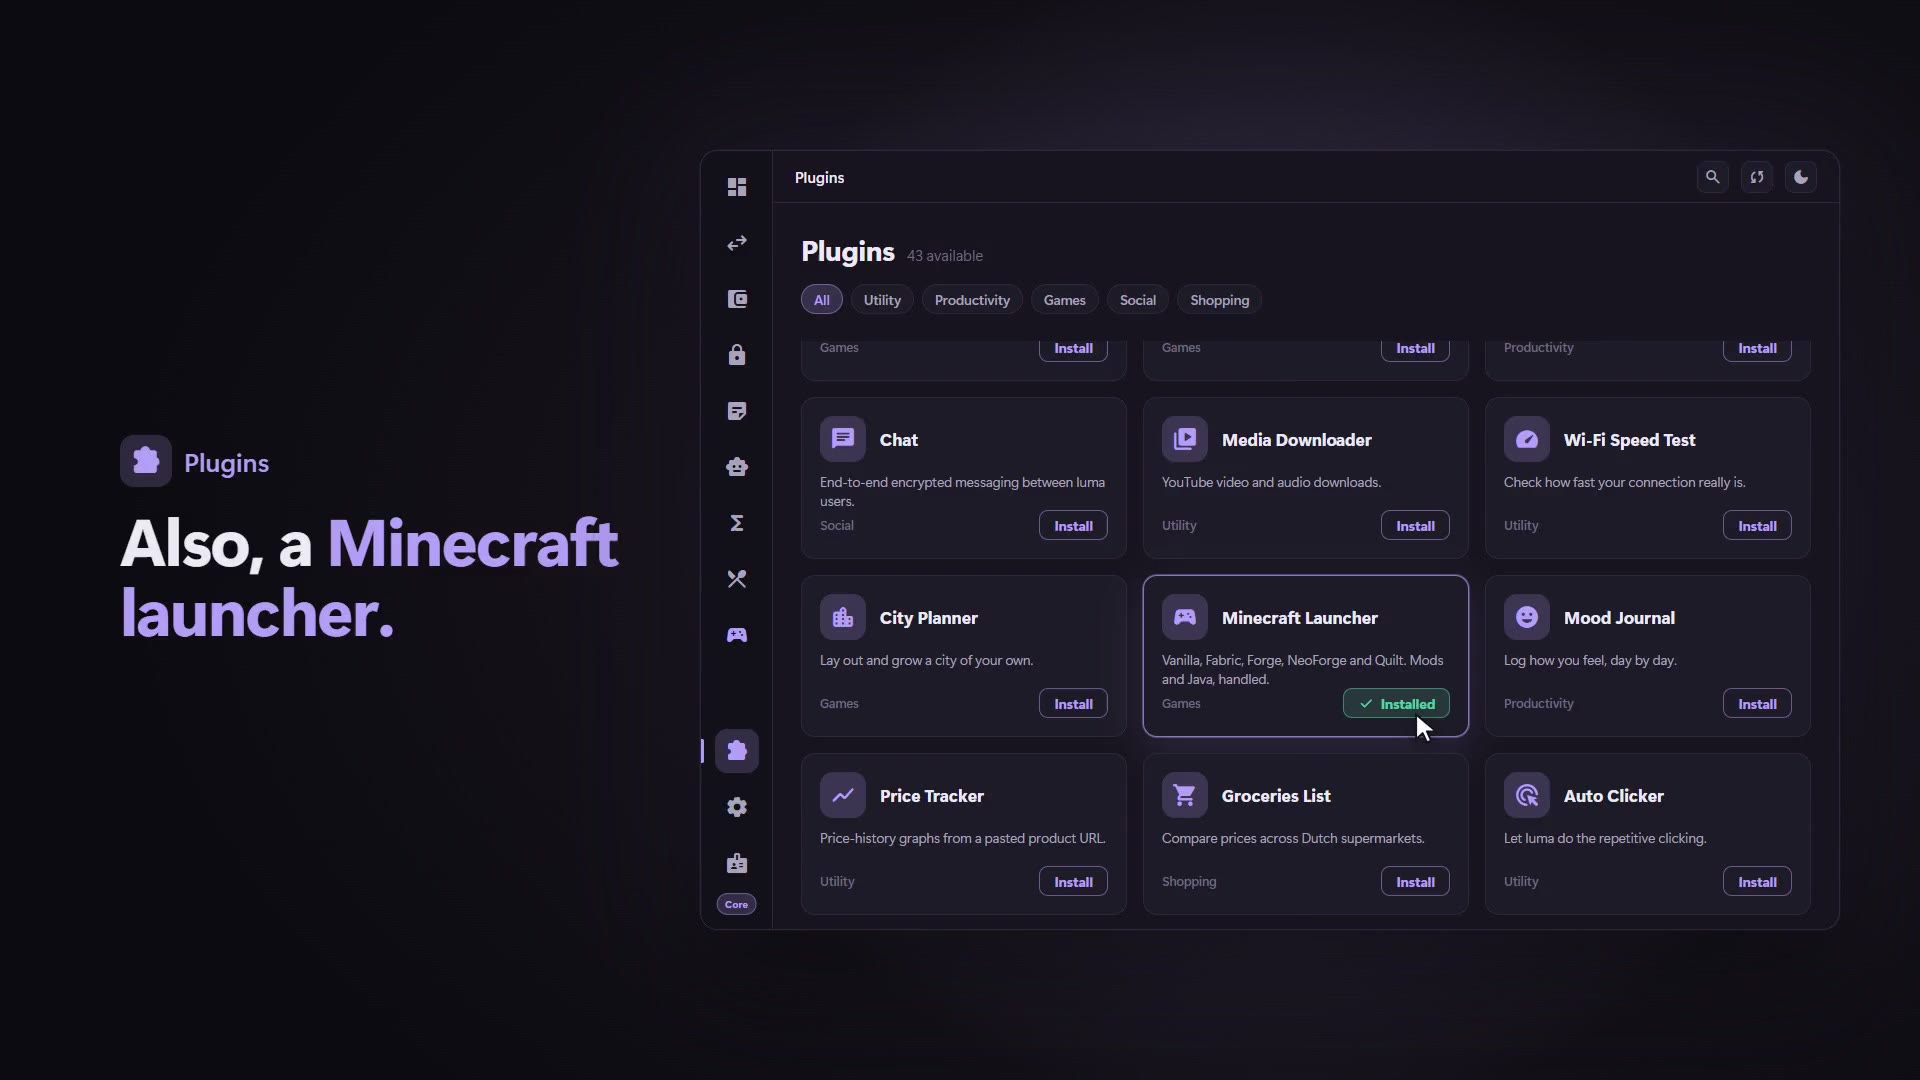 Plugins
Also, a Minecraft
launcher.
Plugins
Plugins 43 available
All Utility Productivity Games Social Shopping
Games Install
Games Install
Productivity Install
Chat
End-to-end encrypted messaging between luma
users.
Social Install
Media Downloader
YouTube video and audio downloads.
Utility Install
Wi-Fi Speed Test
Check how fast your connection really is.
Utility Install
City Planner
Lay out and grow a city of your own.
Games Install
Minecraft Launcher
Vanilla, Fabric, Forge, NeoForge and Quilt. Mods
and Java, handled.
Games Installed
Mood Journal
Log how you feel, day by day.
Productivity Install
Price Tracker
Price-history graphs from a pasted product URL.
Utility Install
Groceries List
Compare prices across Dutch supermarkets.
Shopping Install
Auto Clicker
Let luma do the repetitive clicking.
Utility Install
Core